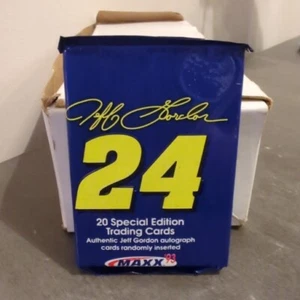 Jeff Gordon
24
20 Special Edition
Trading Cards
Authentic Jeff Gordon autograph
cards randomly inserted
MAXX